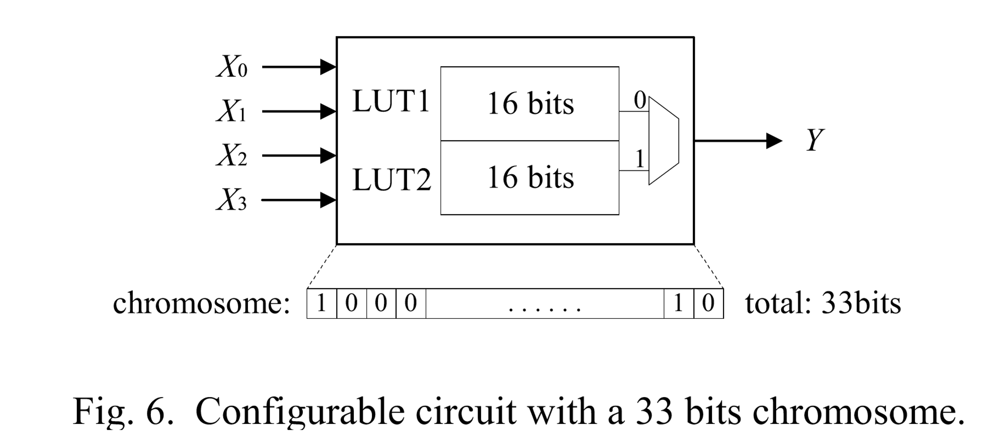 X0
X1
X2
X3
LUT1
16 bits
0
LUT2
16 bits
1
Y
chromosome: 1 0 0 0 ...... 1 0 total: 33bits
Fig. 6. Configurable circuit with a 33 bits chromosome.